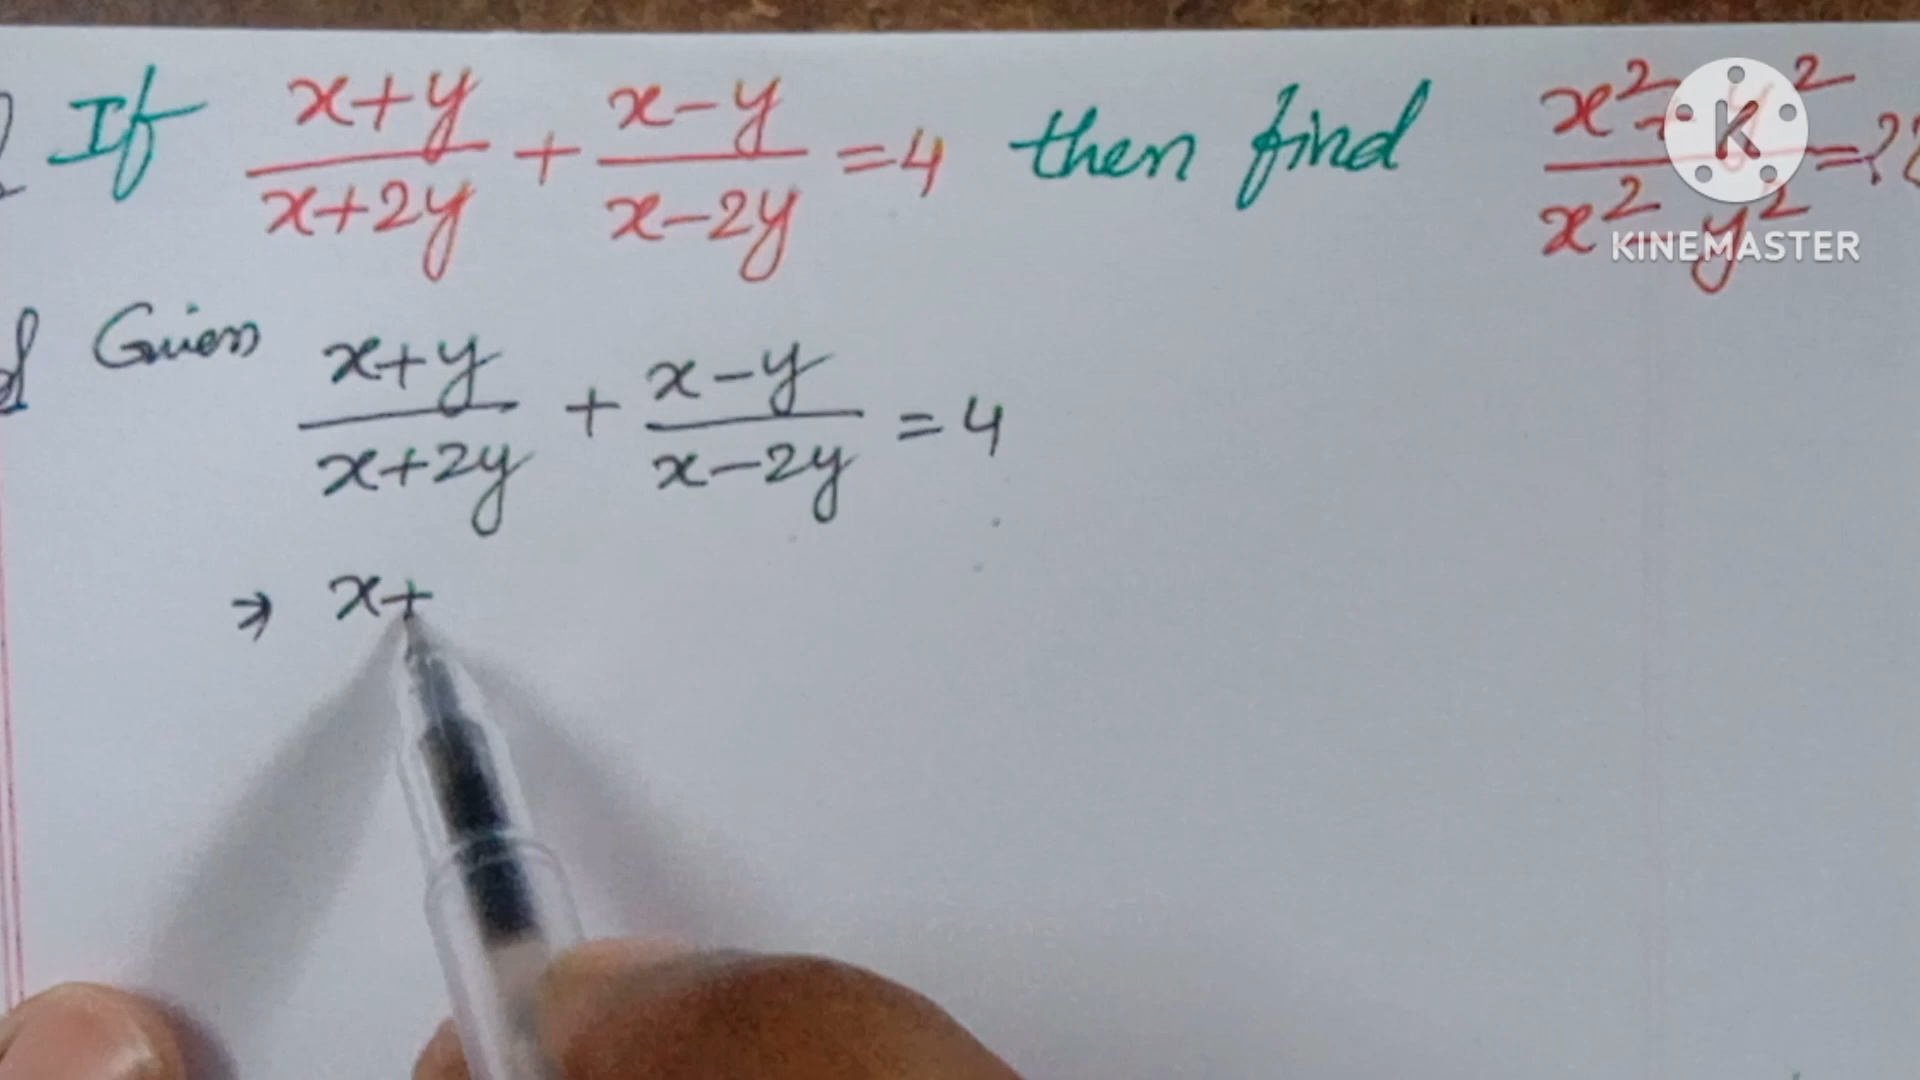 If (x+y)/(x+2y) + (x-y)/(x-2y) = 4 then find (x² + y²)/(x² - y²) = ??
Given (x+y)/(x+2y) + (x-y)/(x-2y) = 4
⇒ x+
K
KINEMASTER